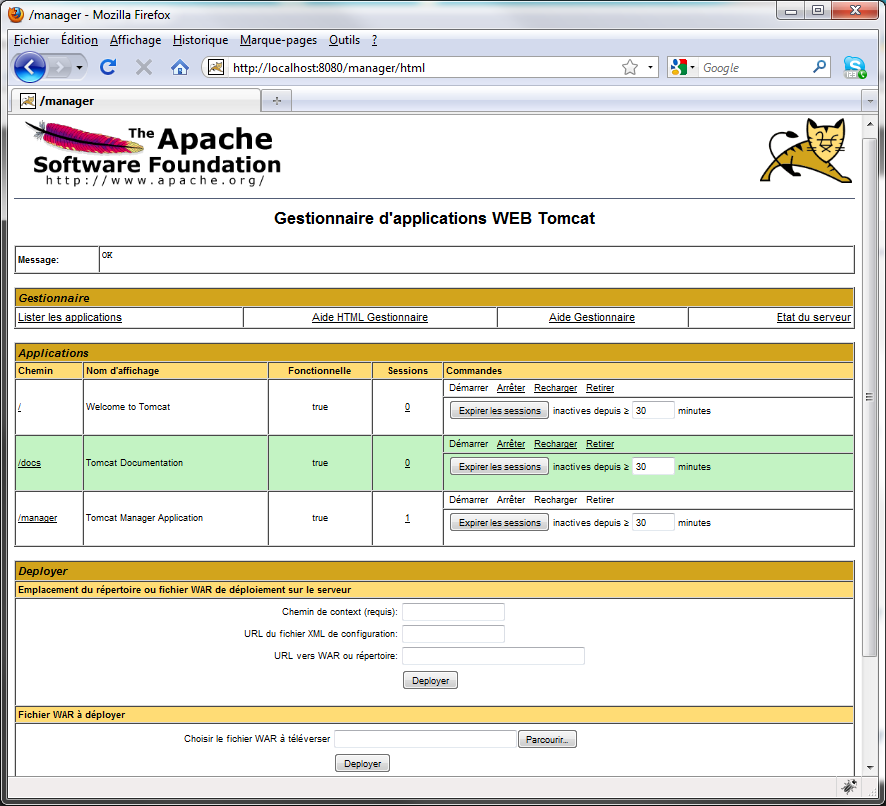 /manager - Mozilla Firefox
Fichier Édition Affichage Historique Marque-pages Outils ?
http://localhost:8080/manager/html Google
/manager
The Apache
Software Foundation
http://www.apache.org/
Gestionnaire d'applications WEB Tomcat
Message: OK
Gestionnaire
Lister les applications Aide HTML Gestionnaire Aide Gestionnaire Etat du serveur
Applications
Chemin Nom d'affichage Fonctionnelle Sessions Commandes
/ Welcome to Tomcat true 0 Démarrer Arrêter Recharger Retirer
Expirer les sessions inactives depuis ≥ 30 minutes
/docs Tomcat Documentation true 0 Démarrer Arrêter Recharger Retirer
Expirer les sessions inactives depuis ≥ 30 minutes
/manager Tomcat Manager Application true 1 Démarrer Arrêter Recharger Retirer
Expirer les sessions inactives depuis ≥ 30 minutes
Deployer
Emplacement du répertoire ou fichier WAR de déploiement sur le serveur
Chemin de context (requis):
URL du fichier XML de configuration:
URL vers WAR ou répertoire:
Deployer
Fichier WAR à déployer
Choisir le fichier WAR à téléverser Parcourir...
Deployer